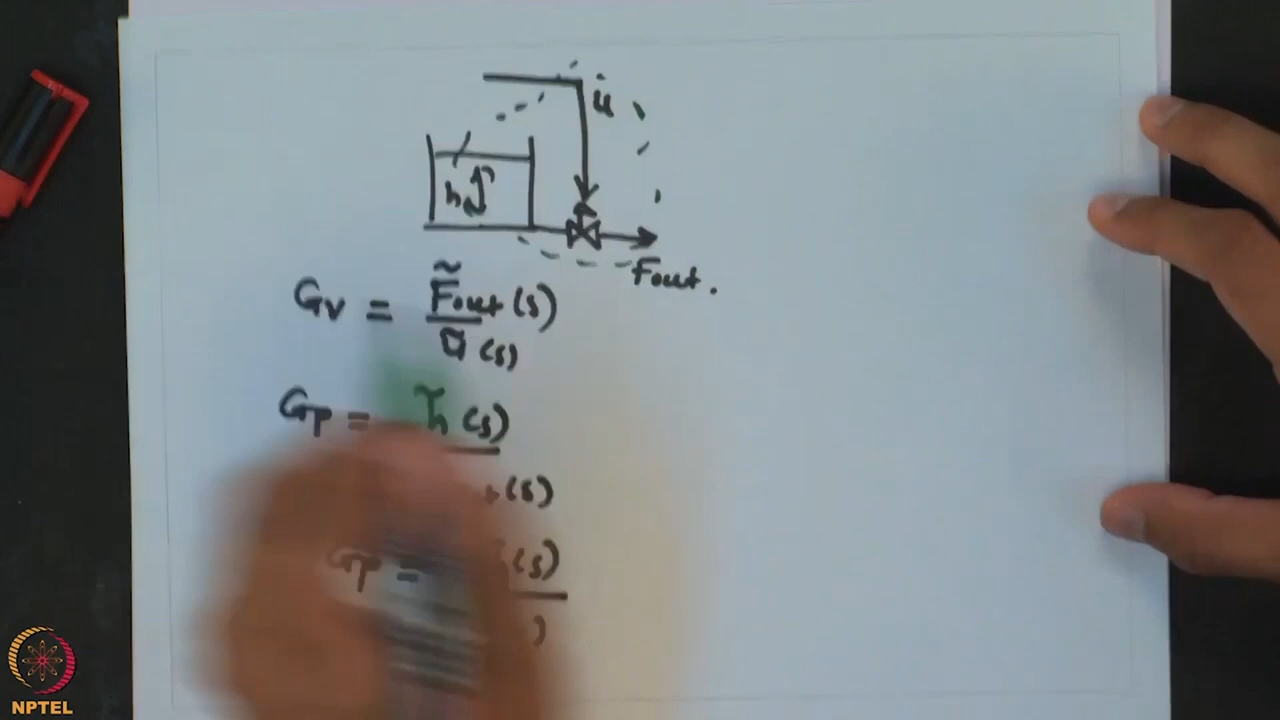 u
h
Fout.
Gv = F̃out(s)
ũ(s)
Gp = h̃(s)
(s)
Gp = (s)
)
NPTEL